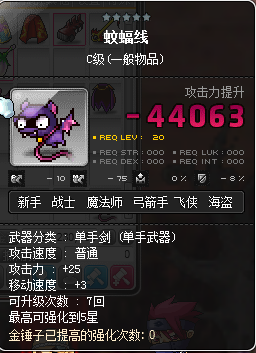 蚊蝠线
C级(一般物品)
攻击力提升
-44063
REQ LEV : 20
REQ STR : 000 REQ LUK : 000
REQ DEX : 000 REQ INT : 000
- 10 - 75 0 % - 8 %
新手 战士 魔法师 弓箭手 飞侠 海盗
武器分类 : 单手剑 (单手武器)
攻击速度 : 普通
攻击力 : +25
移动速度 : +3
可升级次数 : 7回
最高可强化到5星
金锤子已提高的强化次数: 0